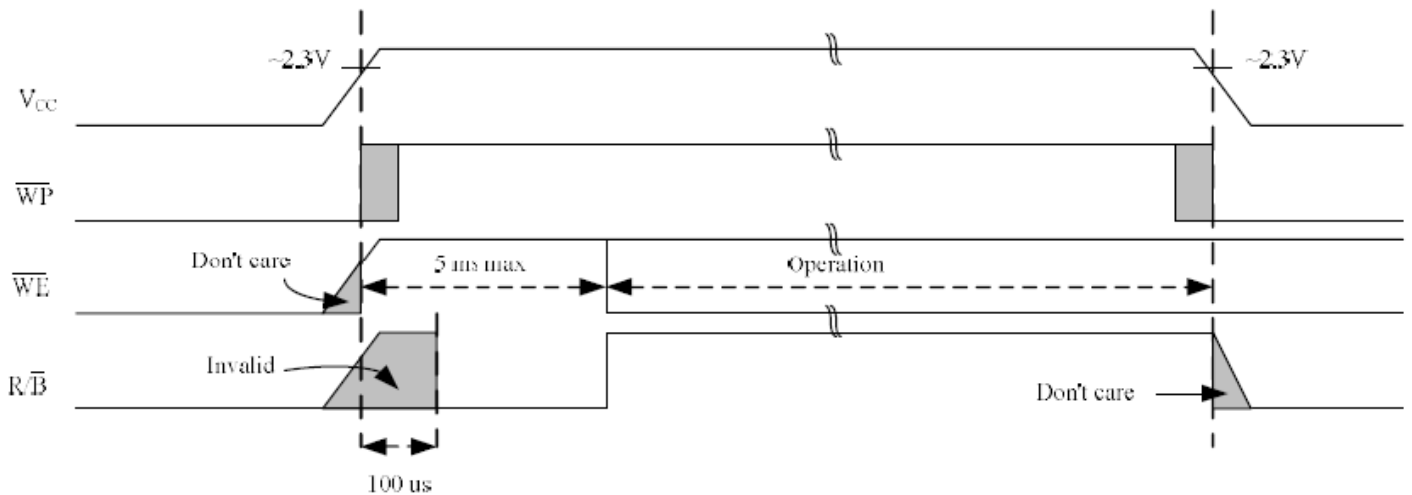 ~2.3V
~2.3V
VCC
WP
Don't care
5 ms max
Operation
WE
Invalid
R/B
Don't care
100 us